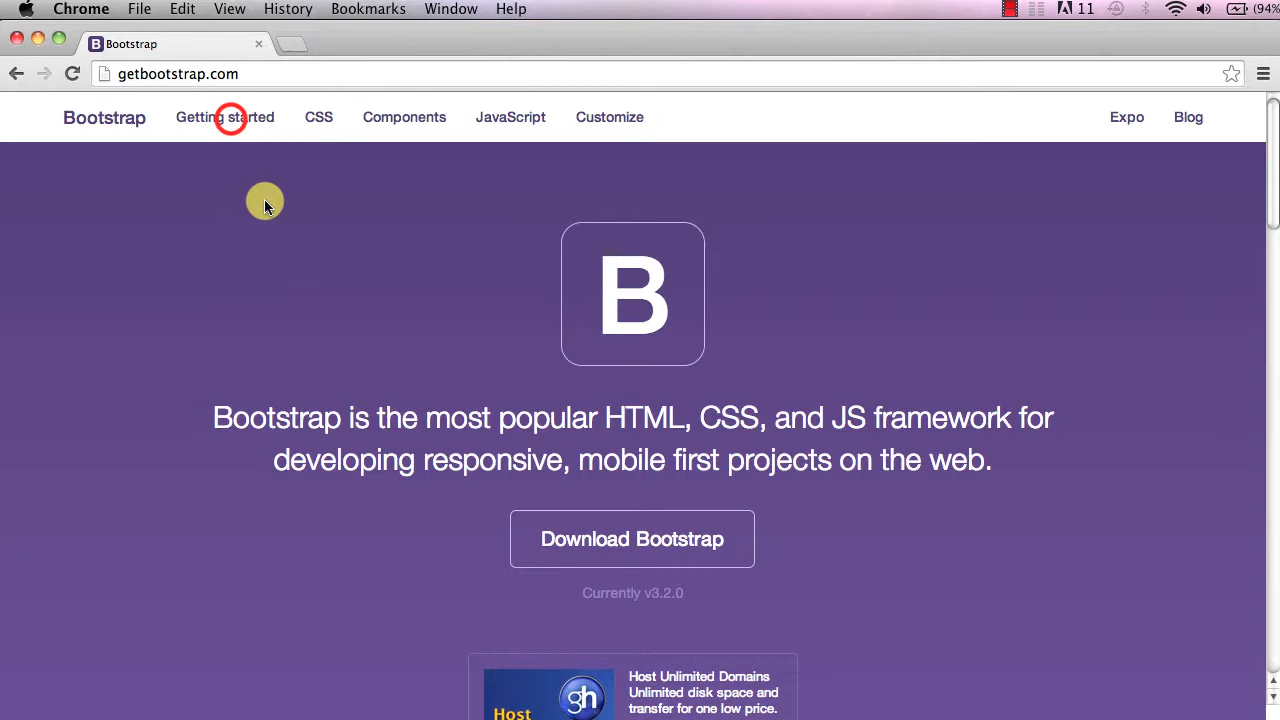 Chrome File Edit View History Bookmarks Window Help 11 (94%
B Bootstrap
getbootstrap.com
Bootstrap Getting started CSS Components JavaScript Customize Expo Blog
B
Bootstrap is the most popular HTML, CSS, and JS framework for
developing responsive, mobile first projects on the web.
Download Bootstrap
Currently v3.2.0
Host Unlimited Domains
Unlimited disk space and
transfer for one low price.
gh
Host